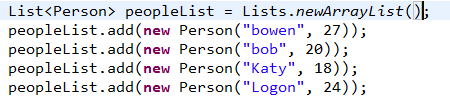 List<Person> peopleList = Lists.newArrayList();
peopleList.add(new Person("bowen", 27));
peopleList.add(new Person("bob", 20));
peopleList.add(new Person("Katy", 18));
peopleList.add(new Person("Logon", 24));